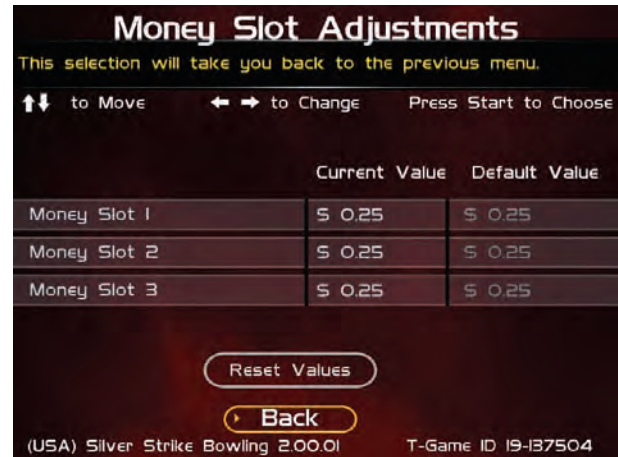 Money Slot Adjustments
This selection will take you back to the previous menu.
to Move to Change Press Start to Choose
Current Value Default Value
Money Slot 1 $ 0.25 $ 0.25
Money Slot 2 $ 0.25 $ 0.25
Money Slot 3 $ 0.25 $ 0.25
Reset Values
Back
(USA) Silver Strike Bowling 2.00.01 T-Game ID 19-137504